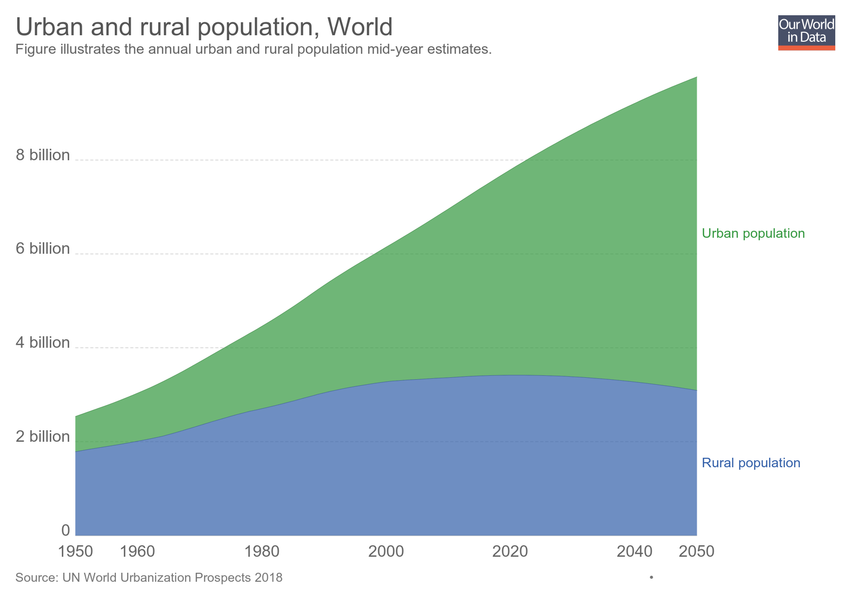 Urban and rural population, World
Figure illustrates the annual urban and rural population mid-year estimates.
Our World
in Data
8 billion
6 billion
4 billion
2 billion
0
Urban population
Rural population
1950 1960 1980 2000 2020 2040 2050
Source: UN World Urbanization Prospects 2018
•